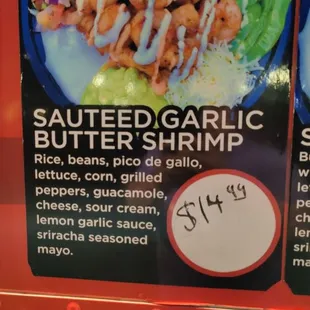 SAUTEED GARLIC
BUTTER SHRIMP
Rice, beans, pico de gallo,
lettuce, corn, grilled
peppers, guacamole,
cheese, sour cream,
lemon garlic sauce,
sriracha seasoned
mayo.
$14.99